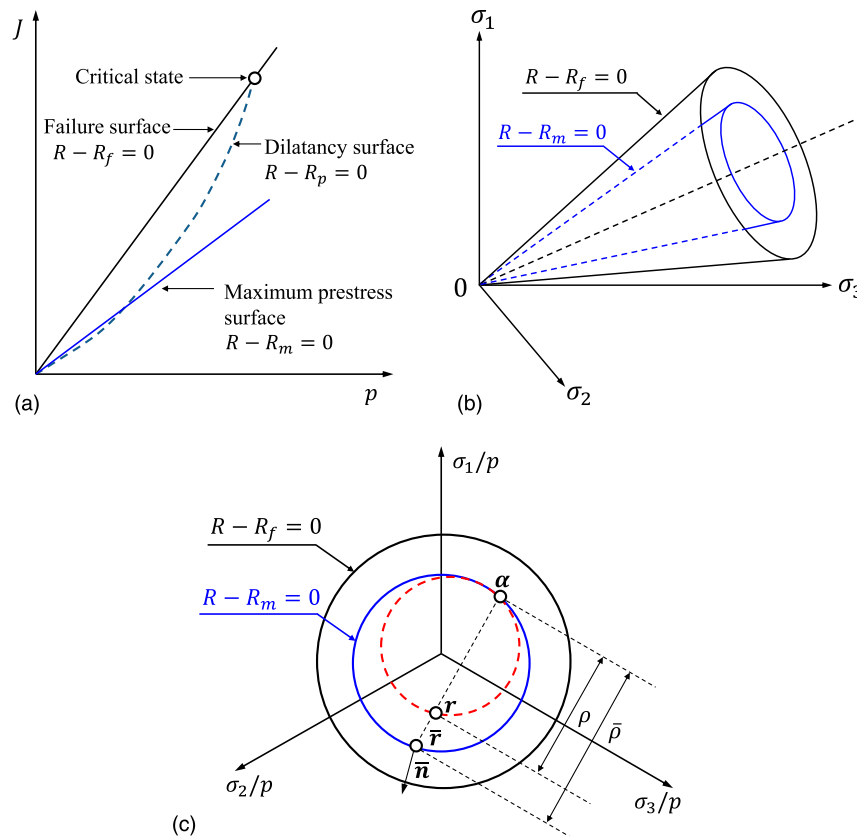 J
Critical state
Failure surface
R − R_f = 0
Dilatancy surface
R − R_p = 0
Maximum prestress
surface
R − R_m = 0
p
(a)
σ_1
R − R_f = 0
R − R_m = 0
0
σ_3
σ_2
(b)
σ_1/p
R − R_f = 0
R − R_m = 0
α
r
r̄
n̄
ρ
ρ̄
σ_2/p
σ_3/p
(c)